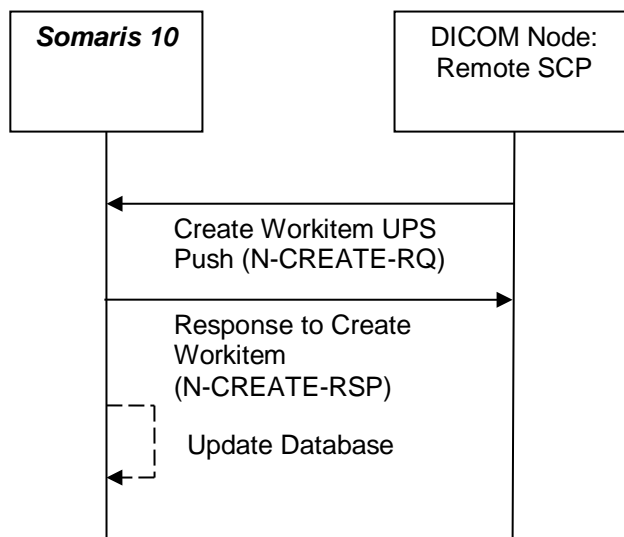 Somaris 10
DICOM Node:
Remote SCP
Create Workitem UPS
Push (N-CREATE-RQ)
Response to Create
Workitem
(N-CREATE-RSP)
Update Database